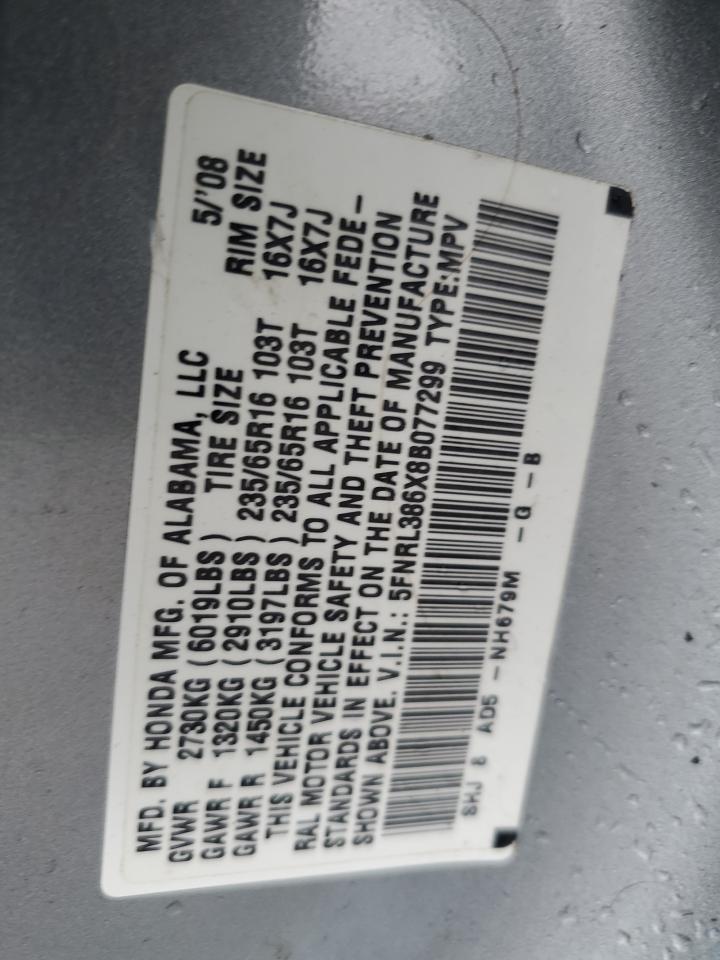 MFD. BY HONDA MFG. OF ALABAMA, LLC 5/'08
GVWR 2730KG (6019LBS) TIRE SIZE RIM SIZE
GAWR F 1320KG (2910LBS) 235/65R16 103T 16X7J
GAWR R 1450KG (3197LBS) 235/65R16 103T 16X7J
THIS VEHICLE CONFORMS TO ALL APPLICABLE FEDE-
RAL MOTOR VEHICLE SAFETY AND THEFT PREVENTION
STANDARDS IN EFFECT ON THE DATE OF MANUFACTURE
SHOWN ABOVE. V.I.N.: 5FNRL386X8B077299 TYPE:MPV
SHJ 8 AD5 -NH679M -G -B